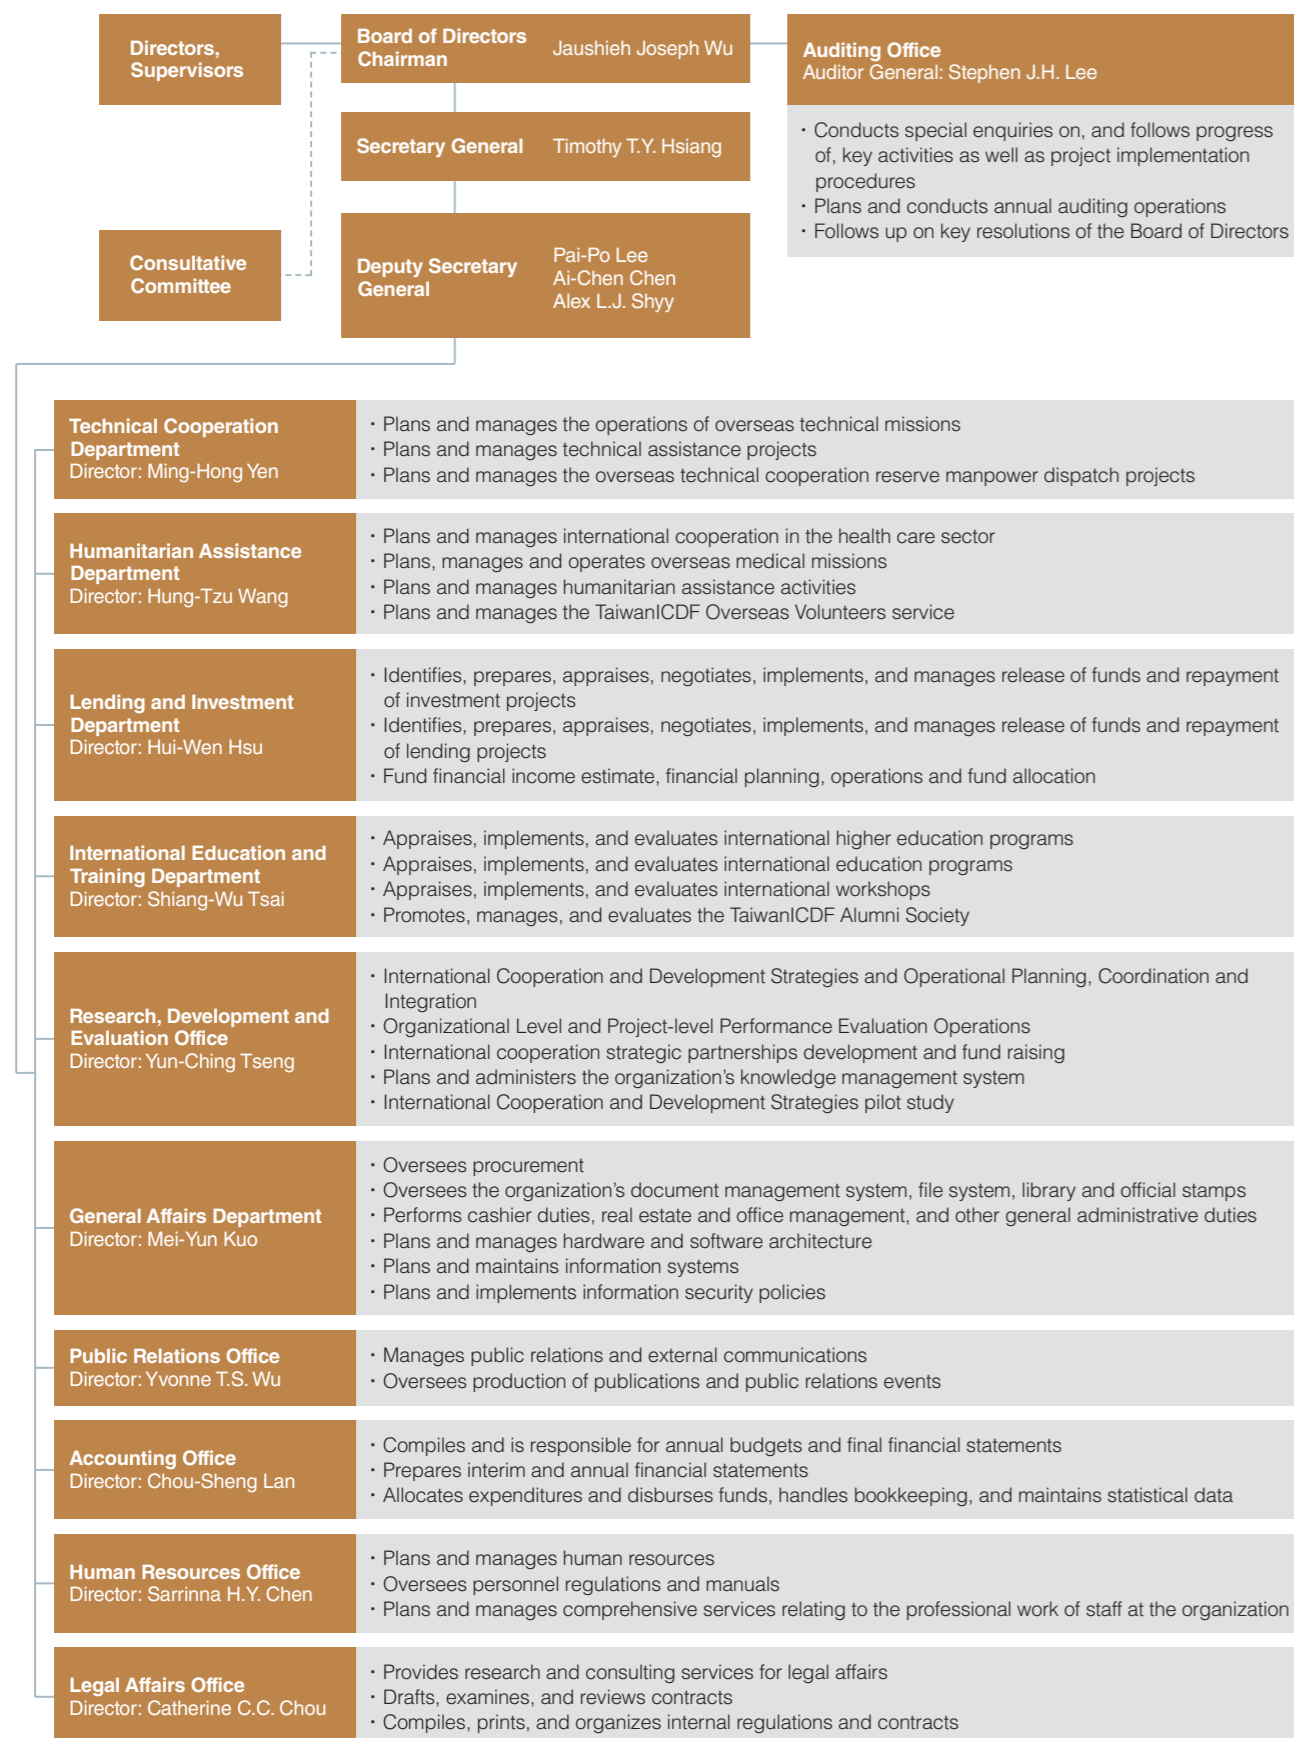 Directors,
Supervisors
Board of Directors
Chairman
Jaushieh Joseph Wu
Auditing Office
Auditor General: Stephen J.H. Lee
・Conducts special enquiries on, and follows progress
of, key activities as well as project implementation
procedures
・Plans and conducts annual auditing operations
・Follows up on key resolutions of the Board of Directors
Secretary General
Timothy T.Y. Hsiang
Consultative
Committee
Deputy Secretary
General
Pai-Po Lee
Ai-Chen Chen
Alex L.J. Shyy
Technical Cooperation
Department
Director: Ming-Hong Yen
・Plans and manages the operations of overseas technical missions
・Plans and manages technical assistance projects
・Plans and manages the overseas technical cooperation reserve manpower dispatch projects
Humanitarian Assistance
Department
Director: Hung-Tzu Wang
・Plans and manages international cooperation in the health care sector
・Plans, manages and operates overseas medical missions
・Plans and manages humanitarian assistance activities
・Plans and manages the TaiwanICDF Overseas Volunteers service
Lending and Investment
Department
Director: Hui-Wen Hsu
・Identifies, prepares, appraises, negotiates, implements, and manages release of funds and repayment
of investment projects
・Identifies, prepares, appraises, negotiates, implements, and manages release of funds and repayment
of lending projects
・Fund financial income estimate, financial planning, operations and fund allocation
International Education and
Training Department
Director: Shiang-Wu Tsai
・Appraises, implements, and evaluates international higher education programs
・Appraises, implements, and evaluates international education programs
・Appraises, implements, and evaluates international workshops
・Promotes, manages, and evaluates the TaiwanICDF Alumni Society
Research, Development and
Evaluation Office
Director: Yun-Ching Tseng
・International Cooperation and Development Strategies and Operational Planning, Coordination and
Integration
・Organizational Level and Project-level Performance Evaluation Operations
・International cooperation strategic partnerships development and fund raising
・Plans and administers the organization's knowledge management system
・International Cooperation and Development Strategies pilot study
General Affairs Department
Director: Mei-Yun Kuo
・Oversees procurement
・Oversees the organization's document management system, file system, library and official stamps
・Performs cashier duties, real estate and office management, and other general administrative duties
・Plans and manages hardware and software architecture
・Plans and maintains information systems
・Plans and implements information security policies
Public Relations Office
Director: Yvonne T.S. Wu
・Manages public relations and external communications
・Oversees production of publications and public relations events
Accounting Office
Director: Chou-Sheng Lan
・Compiles and is responsible for annual budgets and final financial statements
・Prepares interim and annual financial statements
・Allocates expenditures and disburses funds, handles bookkeeping, and maintains statistical data
Human Resources Office
Director: Sarrinna H.Y. Chen
・Plans and manages human resources
・Oversees personnel regulations and manuals
・Plans and manages comprehensive services relating to the professional work of staff at the organization
Legal Affairs Office
Director: Catherine C.C. Chou
・Provides research and consulting services for legal affairs
・Drafts, examines, and reviews contracts
・Compiles, prints, and organizes internal regulations and contracts